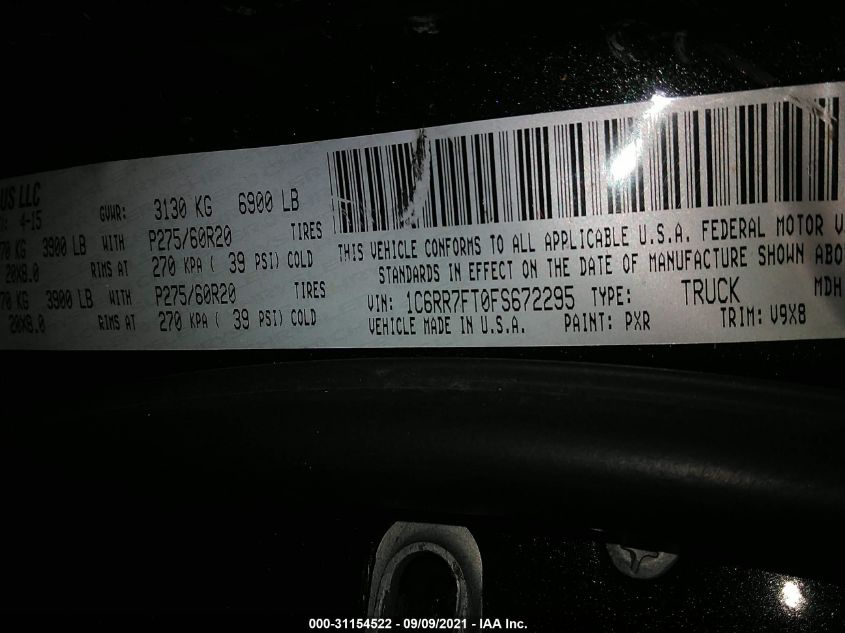 US LLC
4-15
GVWR: 3130 KG 6900 LB
70 KG 3900 LB WITH P275/60R20 TIRES
20X8.0 RIMS AT 270 KPA ( 39 PSI) COLD
70 KG 3900 LB WITH P275/60R20 TIRES
20X8.0 RIMS AT 270 KPA ( 39 PSI) COLD
THIS VEHICLE CONFORMS TO ALL APPLICABLE U.S.A. FEDERAL MOTOR V
STANDARDS IN EFFECT ON THE DATE OF MANUFACTURE SHOWN ABO
VIN: 1C6RR7FT0FS672295 TYPE: TRUCK MDH
VEHICLE MADE IN U.S.A. PAINT: PXR TRIM: V9X8
000-31154522 - 09/09/2021 - IAA Inc.